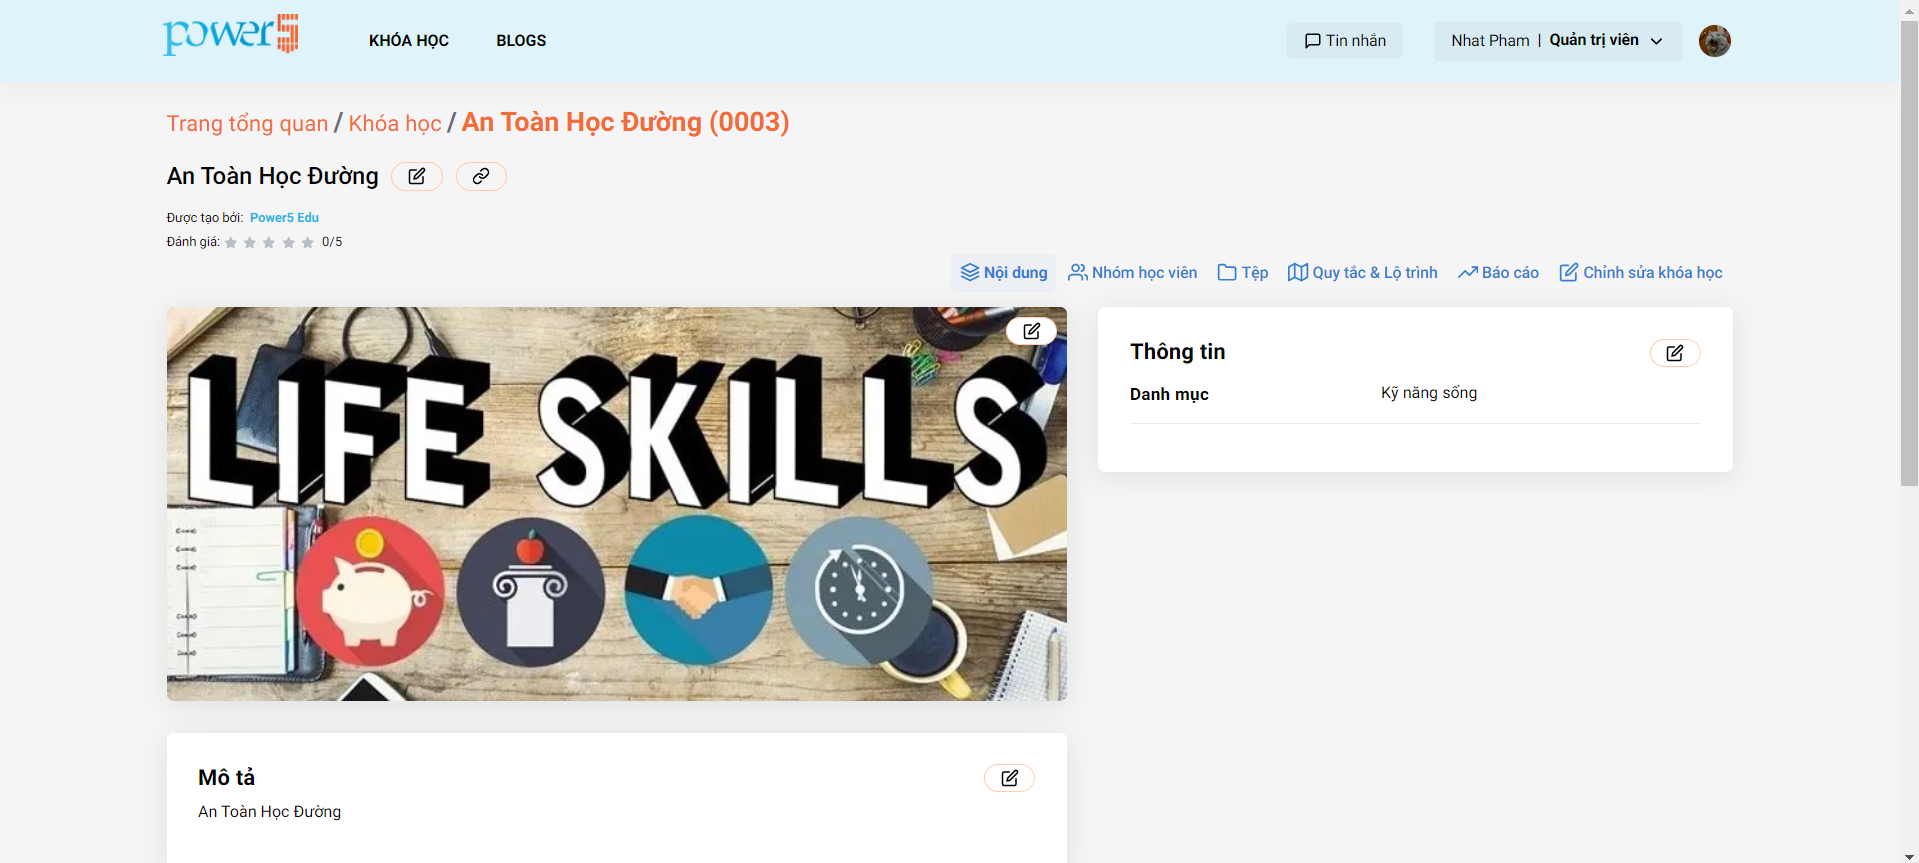 power5
KHÓA HỌC
BLOGS
Tin nhắn
Nhat Pham | Quản trị viên
Trang tổng quan / Khóa học / An Toàn Học Đường (0003)
An Toàn Học Đường
Được tạo bởi: Power5 Edu
Đánh giá: 0/5
Nội dung
Nhóm học viên
Tệp
Quy tắc & Lộ trình
Báo cáo
Chỉnh sửa khóa học
LIFE SKILLS
Thông tin
Danh mục
Kỹ năng sống
Mô tả
An Toàn Học Đường